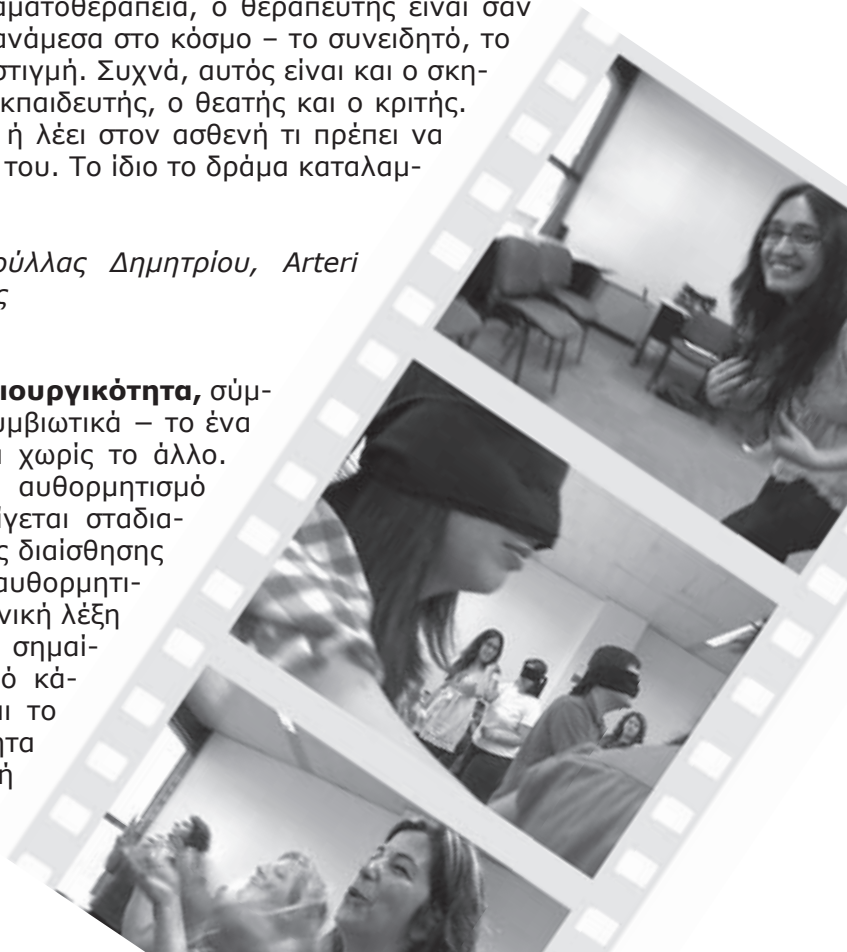 αματοθεραπεία, ο θεραπευτής είναι σαν
ανάμεσα στο κόσμο – το συνειδητό, το
στιγμή. Συχνά, αυτός είναι και ο σκη-
κπαιδευτής, ο θεατής και ο κριτής.
ή λέει στον ασθενή τι πρέπει να
του. Το ίδιο το δράμα καταλαμ-
ούλλας Δημητρίου, Arteri
ς
ιουργικότητα, σύμ-
υμβιωτικά – το ένα
χωρίς το άλλο.
αυθορμητισμό
ίγεται σταδια-
ς διαίσθησης
αυθορμητι-
νική λέξη
σημαί-
ό κά-
ι το
ητα
ή